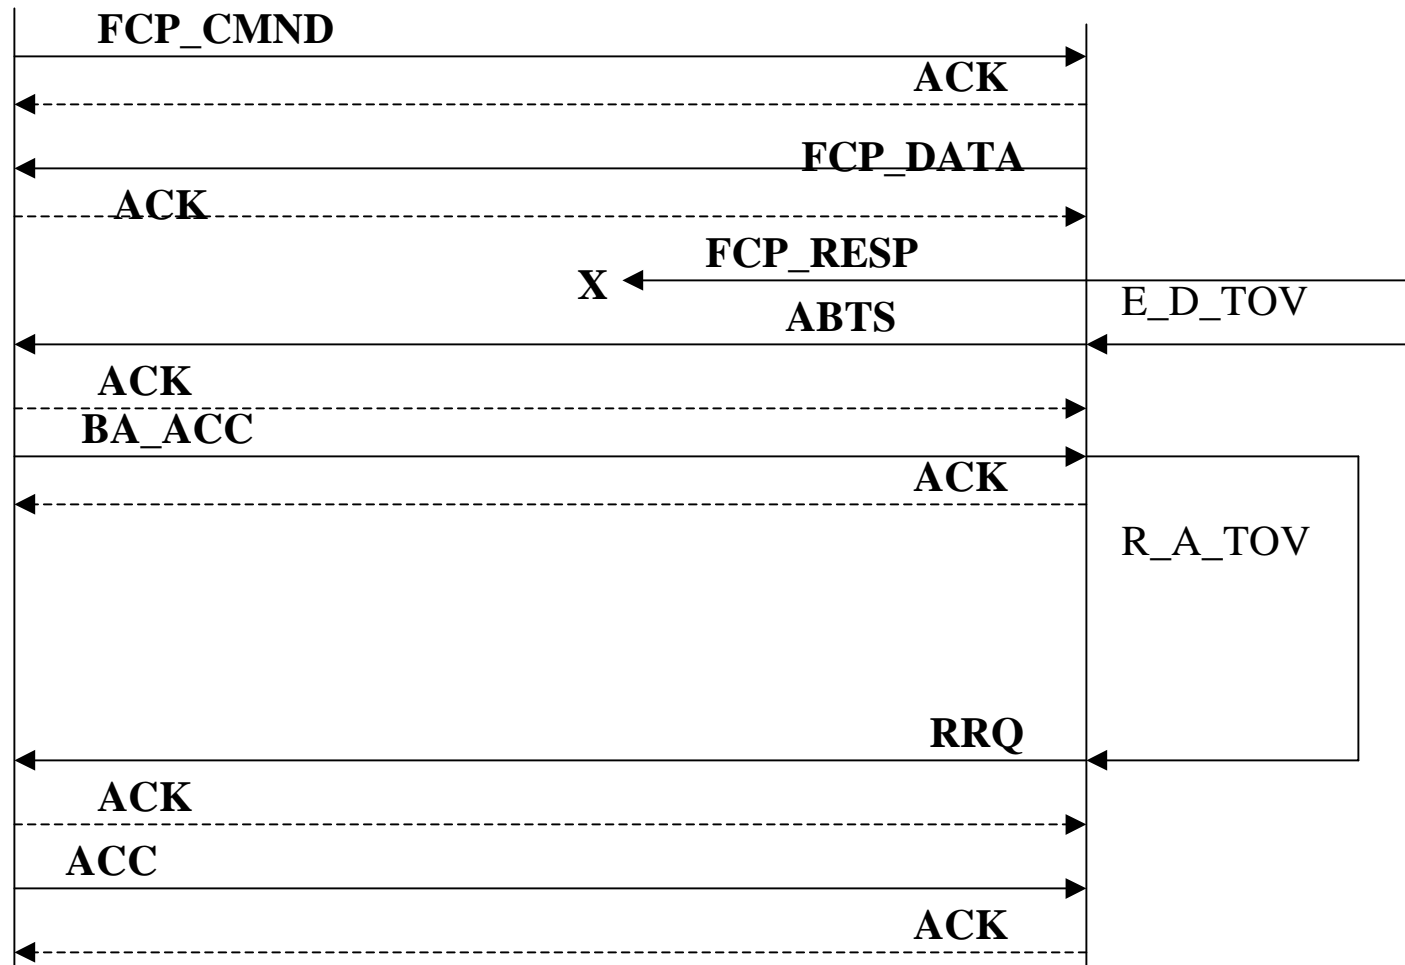 FCP_CMND
ACK
FCP_DATA
ACK
FCP_RESP
X
E_D_TOV
ABTS
ACK
BA_ACC
ACK
R_A_TOV
RRQ
ACK
ACC
ACK